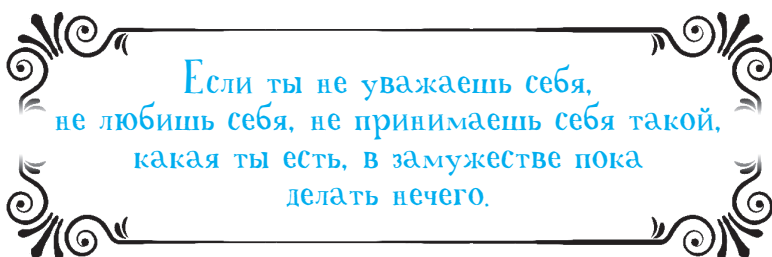 Если ты не уважаешь себя,
не любишь себя, не принимаешь себя такой,
какая ты есть, в замужестве пока
делать нечего.